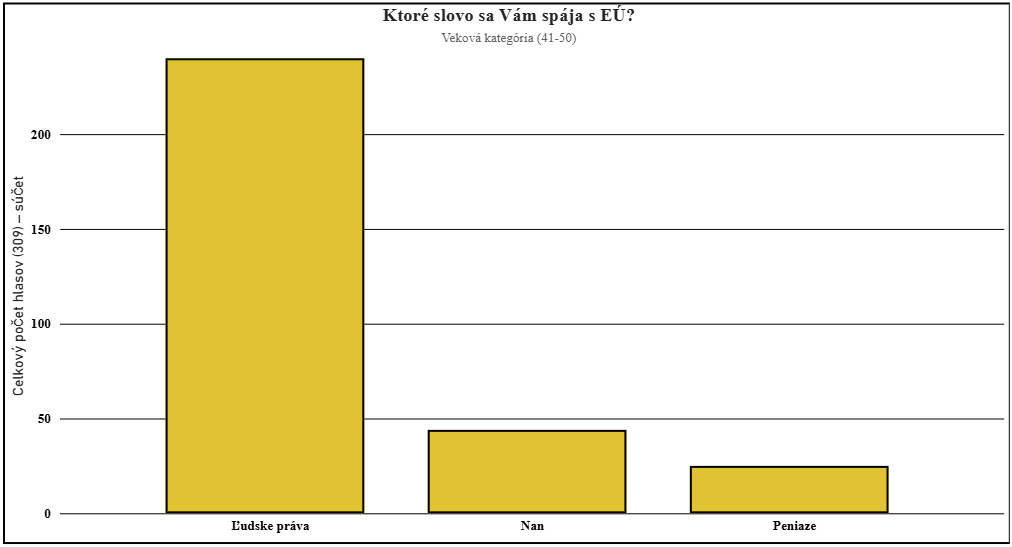 Ktoré slovo sa Vám spája s EÚ?
Veková kategória (41-50)
Celkový počet hlasov (309) – súčet
200
150
100
50
0
Ľudske práva
Nan
Peniaze